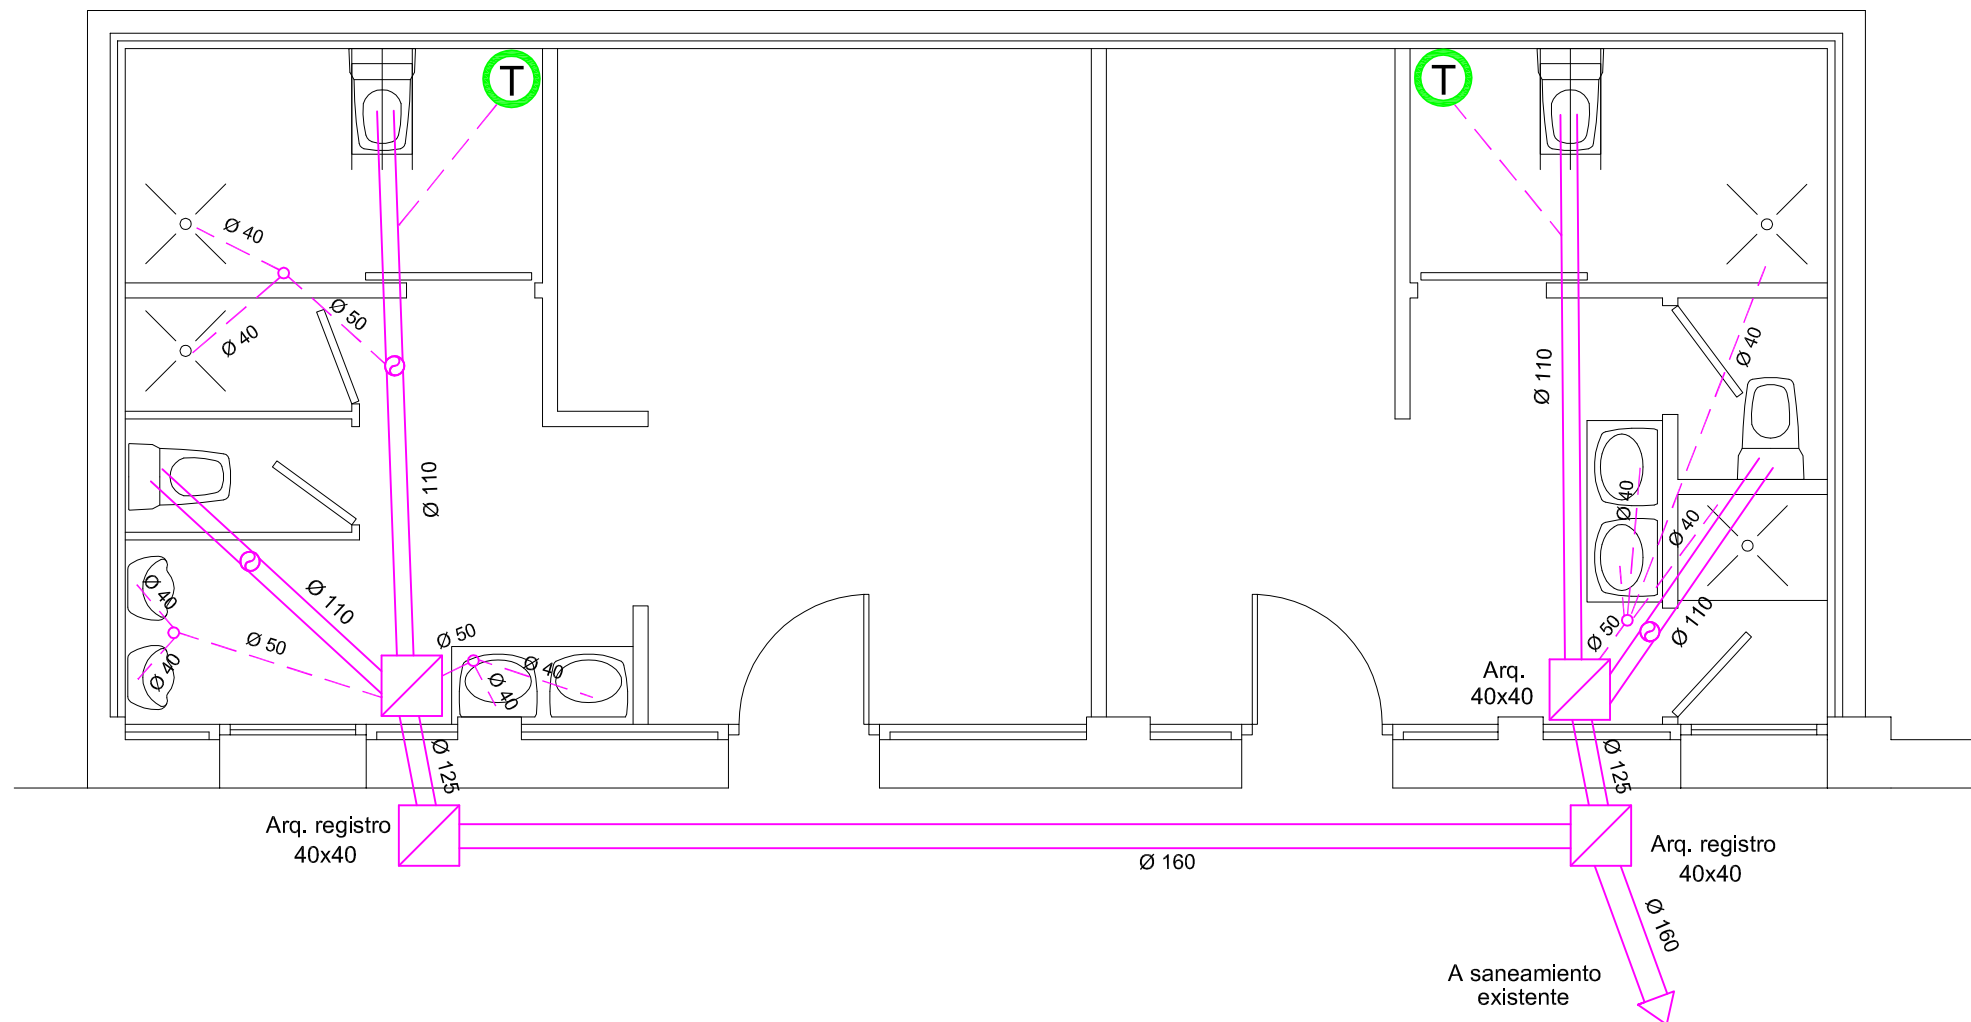 T
T
Ø 40
Ø 50
Ø 40
Ø 40
Ø 110
Ø 110
Ø 40
Ø 40
Ø 40
Ø 110
Ø 40
Ø 50
Ø 50
Ø 40
Ø 40
Ø 50
Ø 110
Arq.
40x40
Ø 125
Ø 125
Arq. registro
40x40
Ø 160
Arq. registro
40x40
Ø 160
A saneamiento
existente